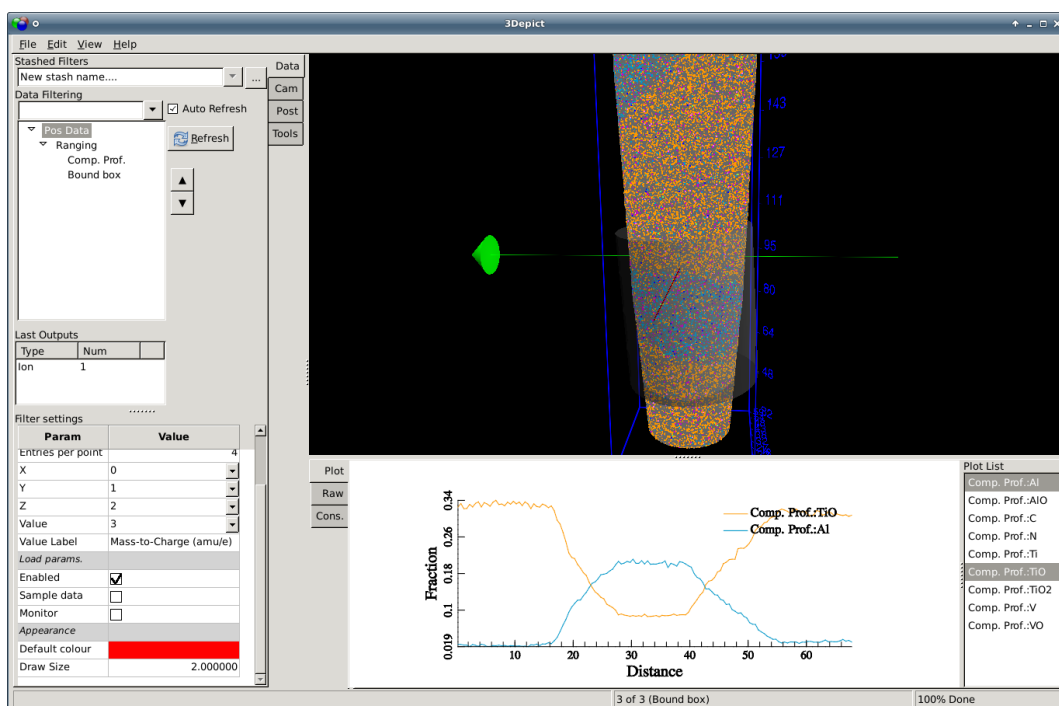 3Depict
File Edit View Help
Stashed Filters
New stash name....
...
Data Filtering
Auto Refresh
Pos Data
Ranging
Comp. Prof.
Bound box
Refresh
Last Outputs
Type Num
Ion 1
Filter settings
Param Value
Entries per point 4
X 0
Y 1
Z 2
Value 3
Value Label Mass-to-Charge (amu/e)
Load params.
Enabled
Sample data
Monitor
Appearance
Default colour
Draw Size 2.000000
Data
Cam
Post
Tools
143
127
111
95
80
64
Plot
Raw
Cons.
Fraction
0.34
0.26
0.18
0.1
0.019
Comp. Prof.:TiO
Comp. Prof.:Al
10 20 30 40 50 60
Distance
Plot List
Comp. Prof.:Al
Comp. Prof.:AlO
Comp. Prof.:C
Comp. Prof.:N
Comp. Prof.:Ti
Comp. Prof.:TiO
Comp. Prof.:TiO2
Comp. Prof.:V
Comp. Prof.:VO
3 of 3 (Bound box) 100% Done